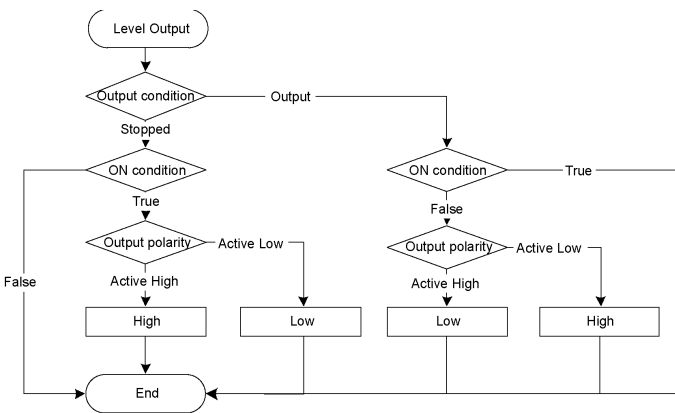 Level Output
Output condition
Output
Stopped
ON condition
ON condition
True
True
False
Output polarity
Active Low
Output polarity
Active Low
False
Active High
Active High
High
Low
Low
High
End